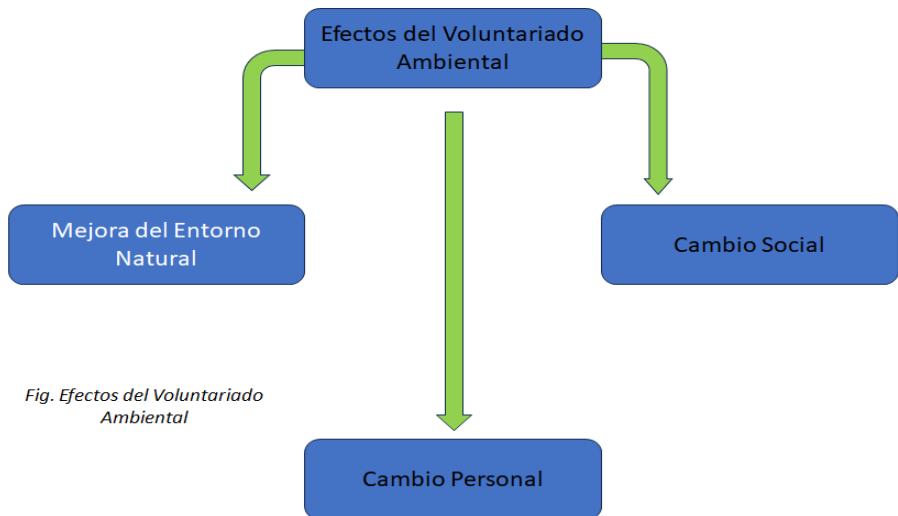 Efectos del Voluntariado
Ambiental
Mejora del Entorno
Natural
Cambio Social
Fig. Efectos del Voluntariado
Ambiental
Cambio Personal